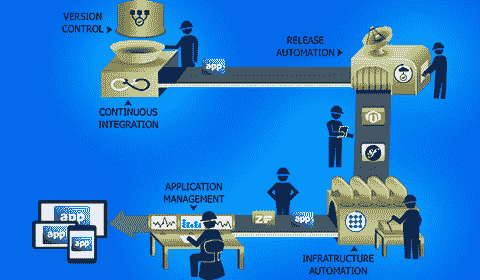 VERSION
CONTROL
RELEASE
AUTOMATION
app
CONTINUOUS
INTEGRATION
APPLICATION
MANAGEMENT
app
app
app
ZF
app
INFRATRUCTURE
AUTOMATION